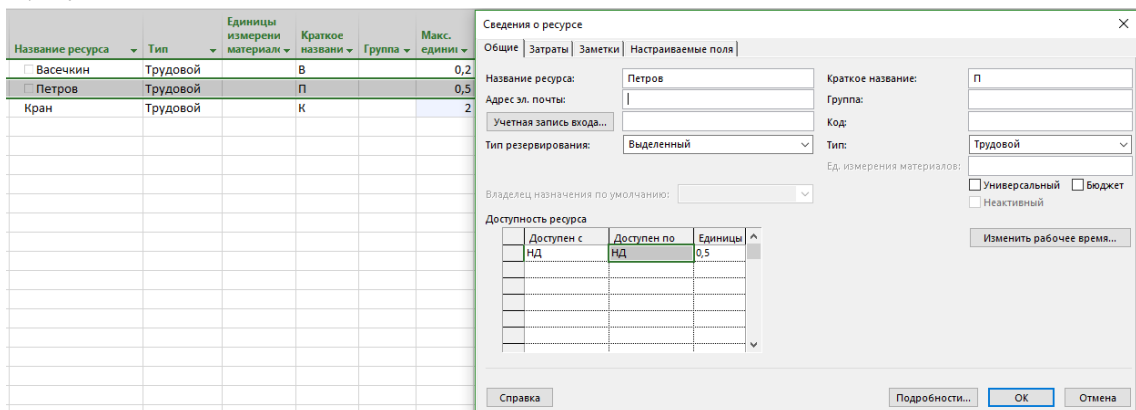 Название ресурса Тип Единицы измерени материал Краткое названи Группа Макс. единиц
Васечкин Трудовой В 0,2
Петров Трудовой П 0,5
Кран Трудовой К 2
Сведения о ресурсе
Общие Затраты Заметки Настраиваемые поля
Название ресурса: Петров Краткое название: П
Адрес эл. почты: Группа:
Учетная запись входа... Код:
Тип резервирования: Выделенный Тип: Трудовой
Ед. измерения материалов:
Владелец назначения по умолчанию: Универсальный Бюджет
Неактивный
Доступность ресурса
Доступен с Доступен по Единицы Изменить рабочее время...
НД НД 0,5
Справка Подробности... ОК Отмена